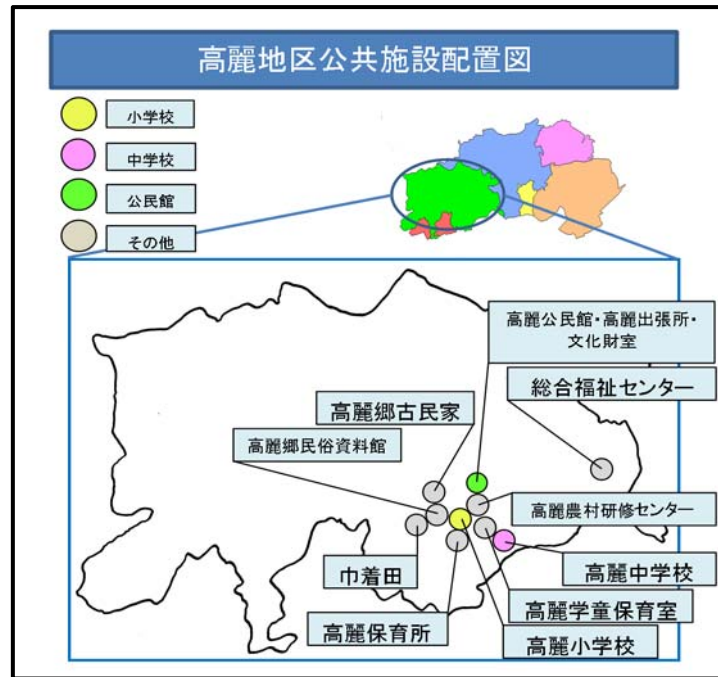 高麗地区公共施設配置図
小学校
中学校
公民館
その他
高麗公民館・高麗出張所・
文化財室
総合福祉センター
高麗郷古民家
高麗郷民俗資料館
高麗農村研修センター
巾着田
高麗中学校
高麗保育所
高麗学童保育室
高麗小学校